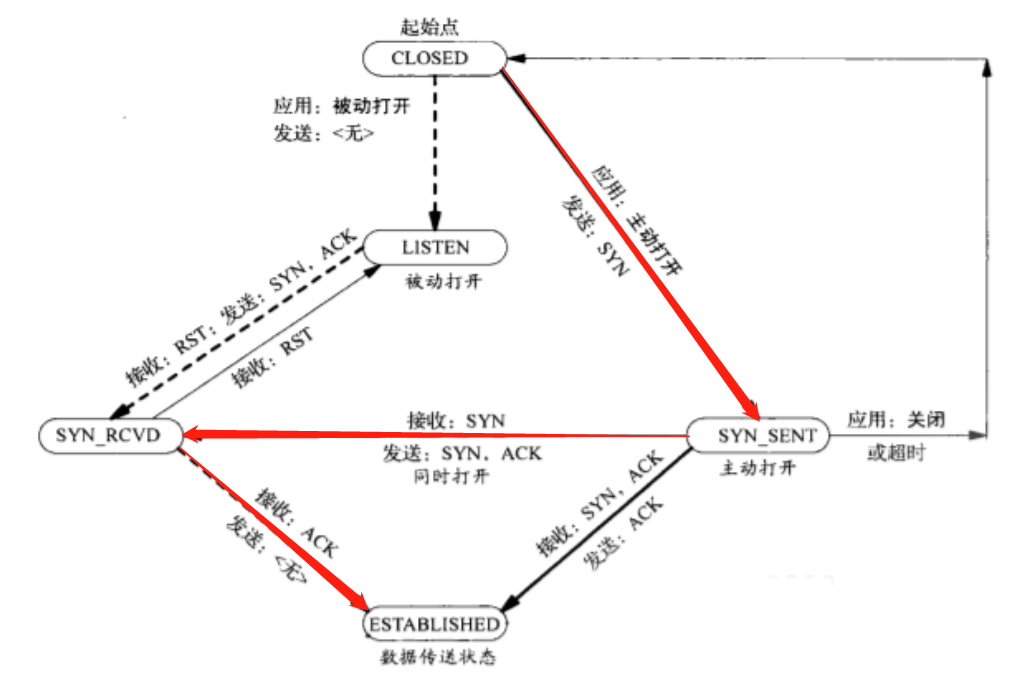 起始点
CLOSED
应用：被动打开
发送：<无>
应用：主动打开
发送：SYN
LISTEN
被动打开
接收：RST；发送：SYN，ACK
接收：RST
SYN_RCVD
接收：SYN
发送：SYN，ACK
同时打开
SYN_SENT
主动打开
应用：关闭
或超时
接收：SYN，ACK
发送：ACK
接收：ACK
发送：<无>
ESTABLISHED
数据传送状态